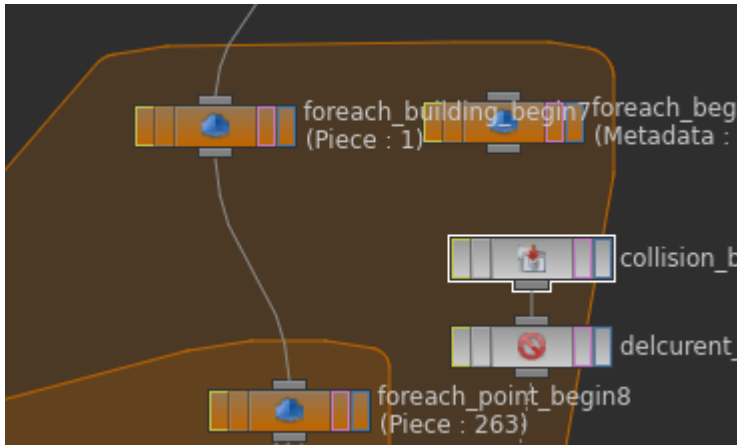 foreach_building_begin7
(Piece : 1)
foreach_beg
(Metadata :
collision_b
delcurent_
foreach_point_begin8
(Piece : 263)